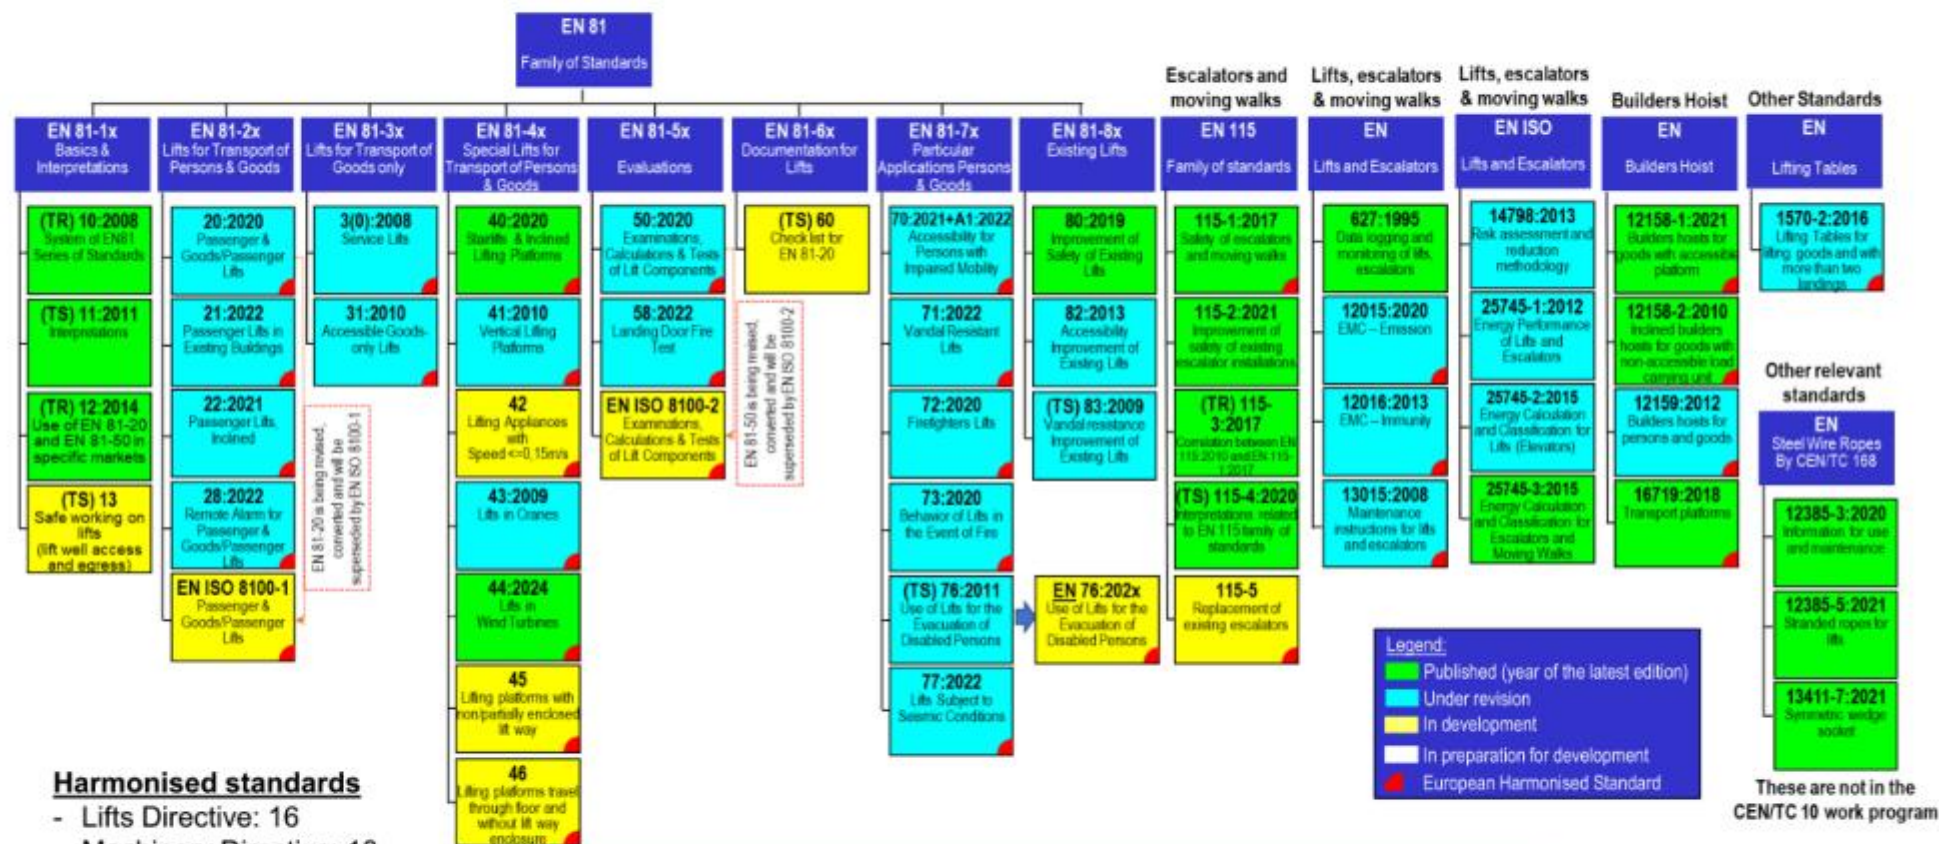 EN 81
Family of Standards
Escalators and
moving walks
Lifts, escalators
& moving walks
Lifts, escalators
& moving walks
Builders Hoist
Other Standards
EN 81-1x
Basics &
Interpretations
EN 81-2x
Lifts for Transport of
Persons & Goods
EN 81-3x
Lifts for Transport of
Goods only
EN 81-4x
Special Lifts for
Transport of Persons
& Goods
EN 81-5x
Evaluations
EN 81-6x
Documentation for
Lifts
EN 81-7x
Particular
Applications Persons
& Goods
EN 81-8x
Existing Lifts
EN 115
Family of standards
EN
Lifts and Escalators
EN ISO
Lifts and Escalators
EN
Builders Hoist
EN
Lifting Tables
(TR) 10:2008
System of EN81
Series of Standards
(TS) 11:2011
Interpretations
(TR) 12:2014
Use of EN 81-20
and EN 81-50 in
specific markets
(TS) 13
Safe working on
lifts
(lift well access
and egress)
20:2020
Passenger &
Goods/Passenger
Lifts
21:2022
Passenger Lifts in
Existing Buildings
22:2021
Passenger Lifts,
Inclined
28:2022
Remote Alarm for
Passenger &
Goods/Passenger
Lifts
EN ISO 8100-1
Passenger &
Goods/Passenger
Lifts
EN 81-20 is being revised,
converted and will be
superseded by EN ISO 8100-1
3(0):2008
Service Lifts
31:2010
Accessible Goods-
only Lifts
40:2020
Stairlifts & Inclined
Lifting Platforms
41:2010
Vertical Lifting
Platforms
42
Lifting Appliances
with
Speed <=0,15m/s
43:2009
Lifts in Cranes
44:2024
Lifts in
Wind Turbines
45
Lifting platforms with
non/partially enclosed
lift way
46
Lifting platforms travel
through floor and
without lift way
enclosure
50:2020
Examinations,
Calculations & Tests
of Lift Components
58:2022
Landing Door Fire
Test
EN ISO 8100-2
Examinations,
Calculations & Tests
of Lift Components
EN 81-50 is being revised,
converted and will be
superseded by EN ISO 8100-2
(TS) 60
Check list for
EN 81-20
70:2021+A1:2022
Accessibility for
Persons with
Impaired Mobility
71:2022
Vandal Resistant
Lifts
72:2020
Firefighters Lifts
73:2020
Behavior of Lifts in
the Event of Fire
(TS) 76:2011
Use of Lifts for the
Evacuation of
Disabled Persons
77:2022
Lifts Subject to
Seismic Conditions
80:2019
Improvement of
Safety of Existing
Lifts
82:2013
Accessibility
Improvement of
Existing Lifts
(TS) 83:2009
Vandal resistance
Improvement of
Existing Lifts
EN 76:202x
Use of Lifts for the
Evacuation of
Disabled Persons
115-1:2017
Safety of escalators
and moving walks
115-2:2021
Improvement of
safety of existing
escalator installations
(TR) 115-
3:2017
Correlation between EN
115:2010 and EN 115-
1:2017
(TS) 115-4:2020
Interpretations related
to EN 115 family of
standards
115-5
Replacement of
existing escalators
627:1995
Data logging and
monitoring of lifts,
escalators
12015:2020
EMC – Emission
12016:2013
EMC – Immunity
13015:2008
Maintenance
instructions for lifts
and escalators
14798:2013
Risk assessment and
reduction
methodology
25745-1:2012
Energy Performance
of Lifts and
Escalators
25745-2:2015
Energy Calculation
and Classification for
Lifts (Elevators)
25745-3:2015
Energy Calculation
and Classification for
Escalators and
Moving Walks
12158-1:2021
Builders hoists for
goods with accessible
platform
12158-2:2010
Inclined builders
hoists for goods with
non-accessible load
carrying unit
12159:2012
Builders hoists for
persons and goods
16719:2018
Transport platforms
1570-2:2016
Lifting Tables for
lifting goods and with
more than two
landings
Other relevant
standards
EN
Steel Wire Ropes
By CEN/TC 168
12385-3:2020
Information for use
and maintenance
12385-5:2021
Stranded ropes for
lifts
13411-7:2021
Symmetric wedge
socket
These are not in the
CEN/TC 10 work program
Legend:
Published (year of the latest edition)
Under revision
In development
In preparation for development
European Harmonised Standard
Harmonised standards
- Lifts Directive: 16